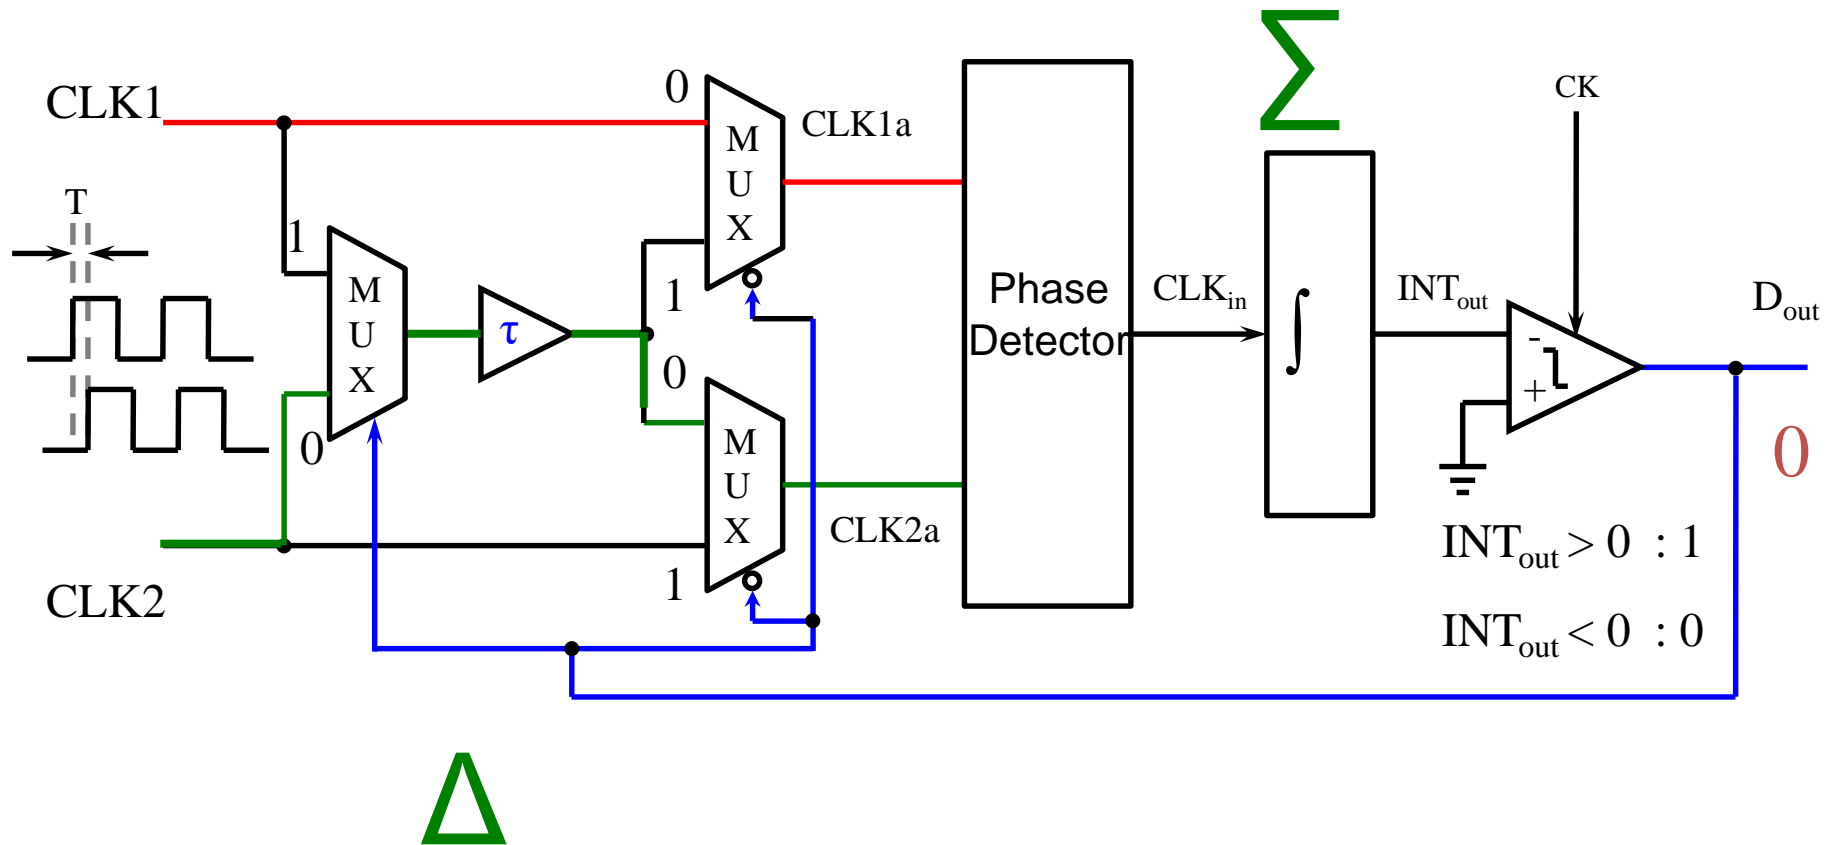 Σ
CK
0
CLK1
CLK1a
M
U
X
T
1
M
U
X
τ
1
0
Phase
Detector
CLKin
∫
INTout
Dout
-
+
0
0
M
U
X
CLK2a
1
CLK2
INTout > 0 : 1
INTout < 0 : 0
Δ